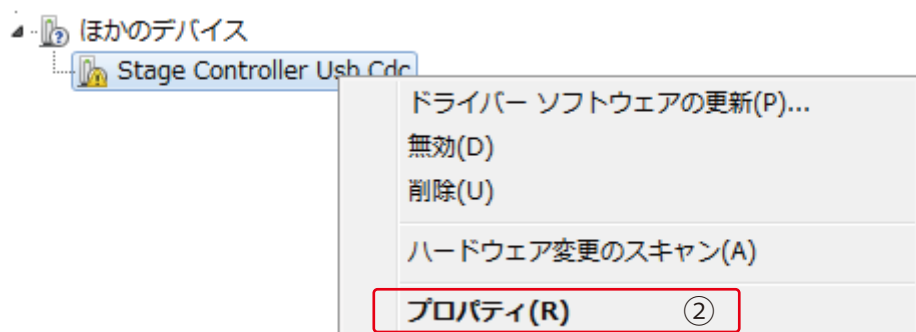 ほかのデバイス
Stage Controller Usb Cdc
ドライバー ソフトウェアの更新(P)...
無効(D)
削除(U)
ハードウェア変更のスキャン(A)
プロパティ(R) ②